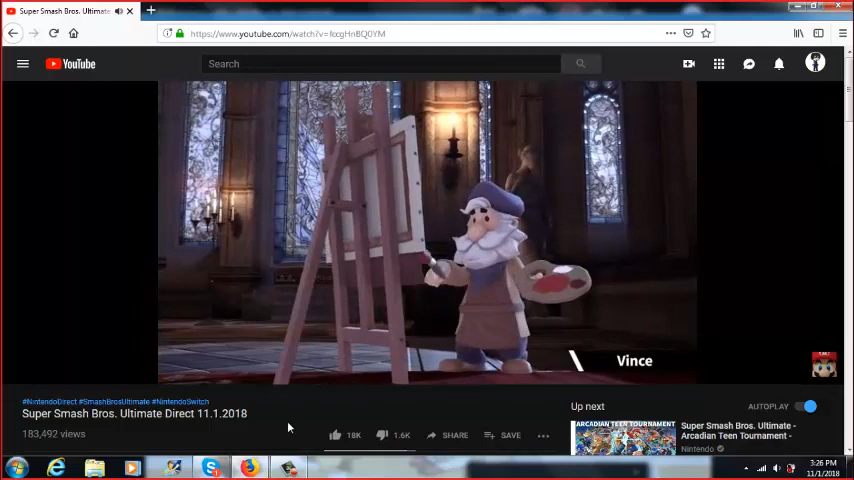 Super Smash Bros. Ultimate
https://www.youtube.com/watch?v=fccgHnBQ0YM
YouTube
Search
Vince
#NintendoDirect #SmashBrosUltimate #NintendoSwitch
Super Smash Bros. Ultimate Direct 11.1.2018
183,492 views
18K
1.6K
SHARE
SAVE
Up next
AUTOPLAY
ARCADIAN TEEN TOURNAMENT
Super Smash Bros. Ultimate -
Arcadian Teen Tournament -
Nintendo
3:26 PM
11/1/2018